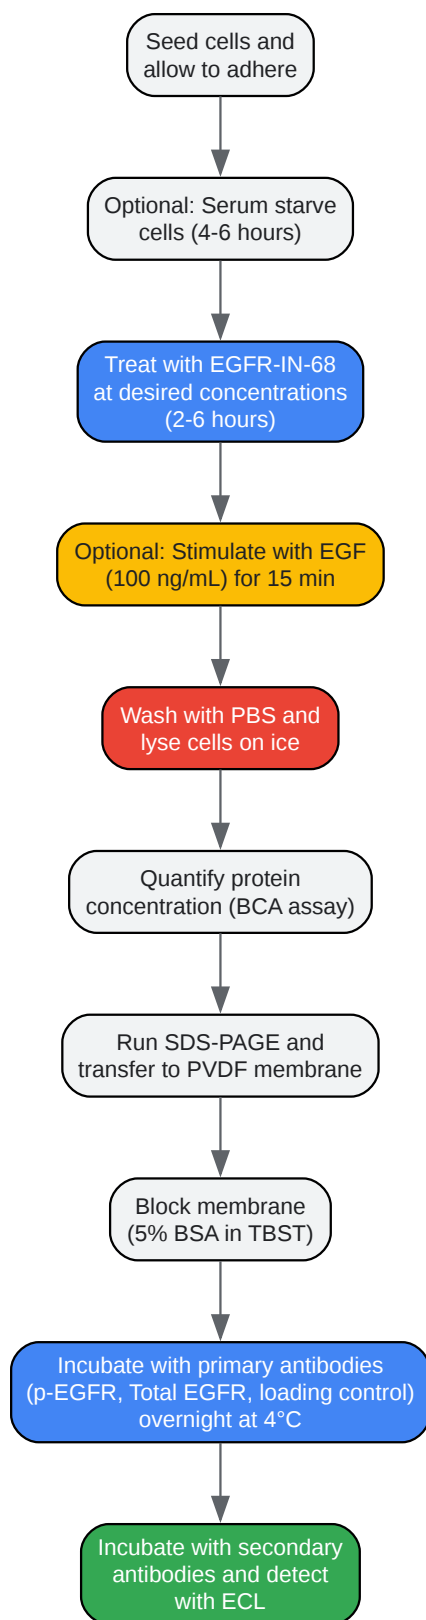 Seed cells and
allow to adhere
Optional: Serum starve
cells (4-6 hours)
Treat with EGFR-IN-68
at desired concentrations
(2-6 hours)
Optional: Stimulate with EGF
(100 ng/mL) for 15 min
Wash with PBS and
lyse cells on ice
Quantify protein
concentration (BCA assay)
Run SDS-PAGE and
transfer to PVDF membrane
Block membrane
(5% BSA in TBST)
Incubate with primary antibodies
(p-EGFR, Total EGFR, loading control)
overnight at 4°C
Incubate with secondary
antibodies and detect
with ECL